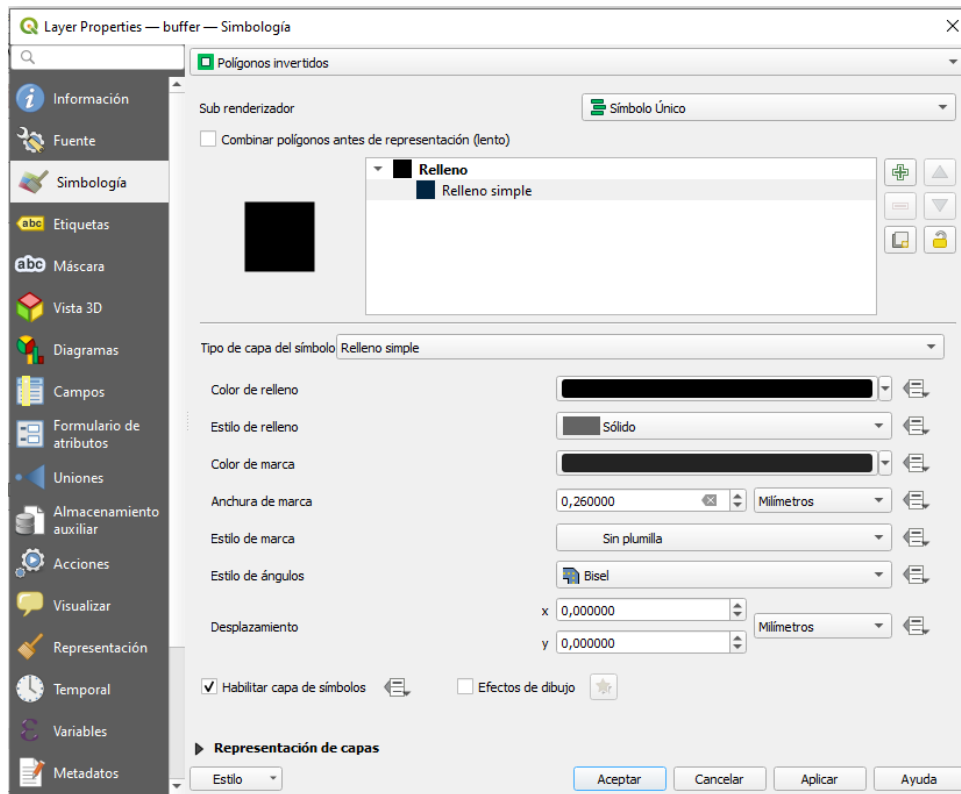 Layer Properties — buffer — Simbología
Polígonos invertidos
Información
Fuente
Simbología
abc Etiquetas
abc Máscara
Vista 3D
Diagramas
Campos
Formulario de
atributos
Uniones
Almacenamiento
auxiliar
Acciones
Visualizar
Representación
Temporal
Variables
Metadatos
Sub renderizador
Símbolo Único
Combinar polígonos antes de representación (lento)
Relleno
Relleno simple
Tipo de capa del símbolo Relleno simple
Color de relleno
Estilo de relleno Sólido
Color de marca
Anchura de marca 0,260000 Milímetros
Estilo de marca Sin plumilla
Estilo de ángulos Bisel
x 0,000000
Desplazamiento Milímetros
y 0,000000
Habilitar capa de símbolos Efectos de dibujo
Representación de capas
Estilo Aceptar Cancelar Aplicar Ayuda